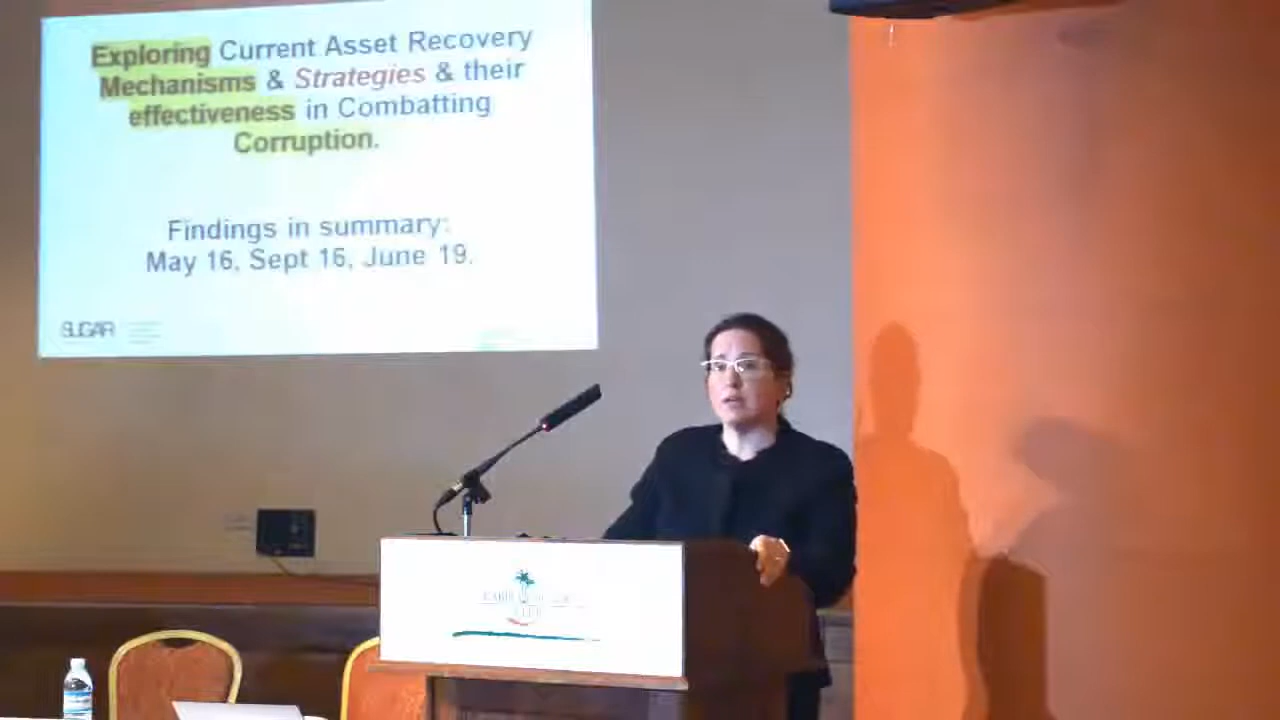 Exploring Current Asset Recovery
Mechanisms & Strategies & their
effectiveness in Combatting
Corruption.
Findings in summary:
May 16, Sept 16, June 19.
SUGAR